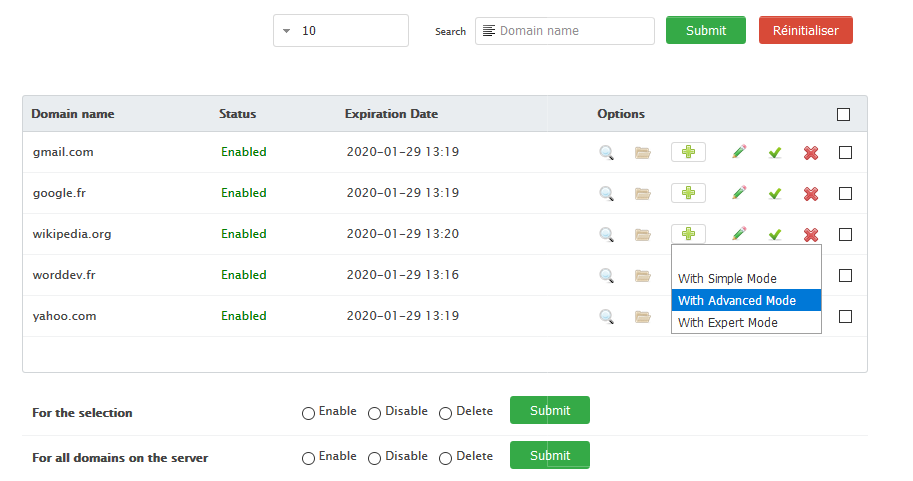 10 Search Domain name Submit Réinitialiser
Domain name Status Expiration Date Options
gmail.com Enabled 2020-01-29 13:19
google.fr Enabled 2020-01-29 13:19
wikipedia.org Enabled 2020-01-29 13:20
worddev.fr Enabled 2020-01-29 13:16
With Simple Mode
With Advanced Mode
yahoo.com Enabled 2020-01-29 13:19
With Expert Mode
For the selection Enable Disable Delete Submit
For all domains on the server Enable Disable Delete Submit